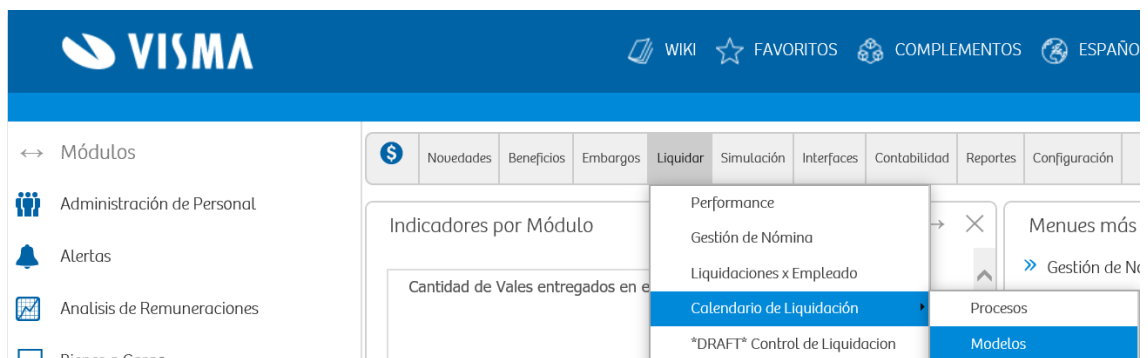 VISMA
WIKI FAVORITOS COMPLEMENTOS ESPAÑO
Módulos
Novedades Beneficios Embargos Liquidar Simulación Interfaces Contabilidad Reportes Configuración
Administración de Personal
Alertas
Analisis de Remuneraciones
Indicadores por Módulo
Cantidad de Vales entregados en e
Performance
Gestión de Nómina
Liquidaciones x Empleado
Calendario de Liquidación
*DRAFT* Control de Liquidacion
Procesos
Modelos
Menues más
Gestión de No